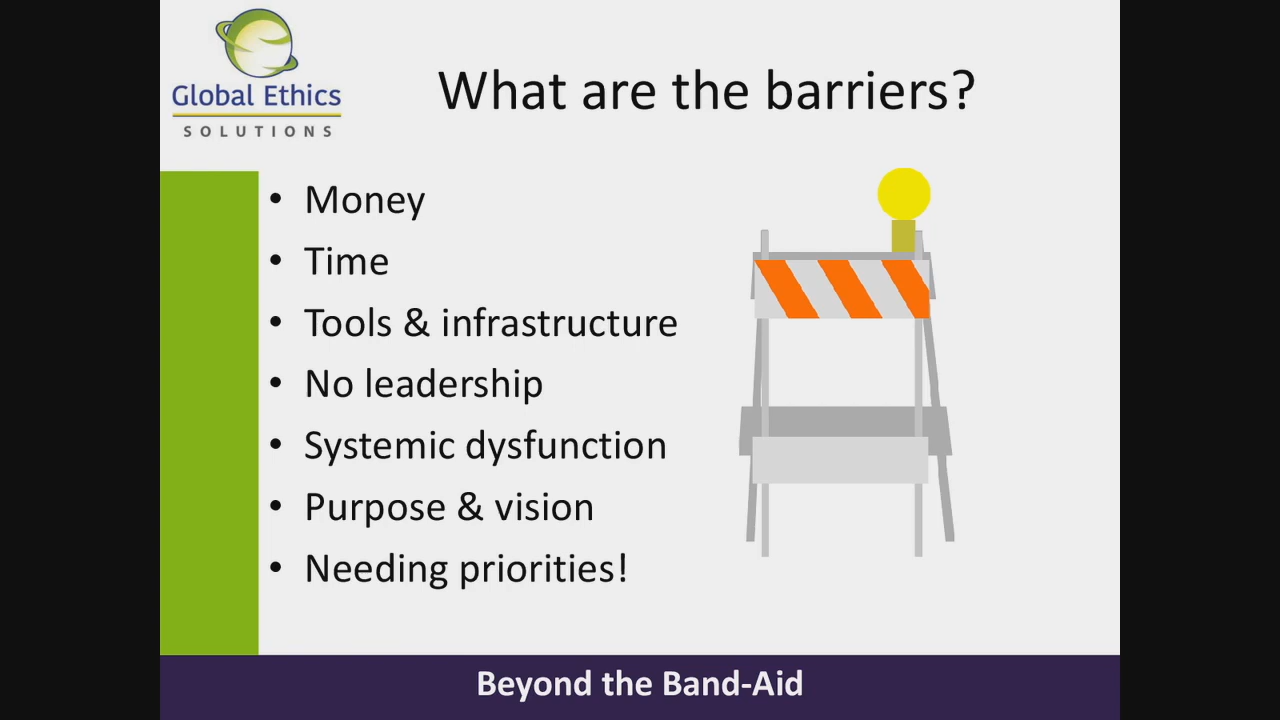 Global Ethics
SOLUTIONS
What are the barriers?
• Money
• Time
• Tools & infrastructure
• No leadership
• Systemic dysfunction
• Purpose & vision
• Needing priorities!
Beyond the Band-Aid